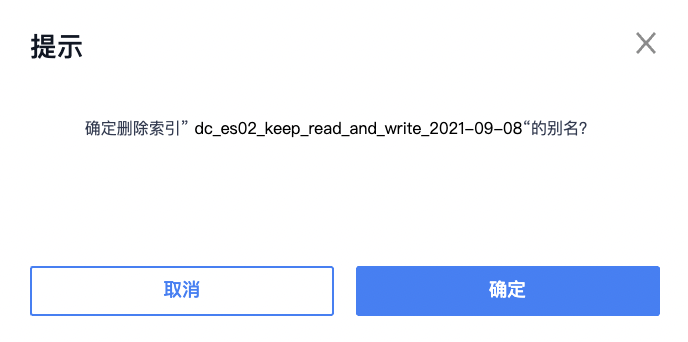 提示
确定删除索引” dc_es02_keep_read_and_write_2021-09-08“的别名?
取消
确定